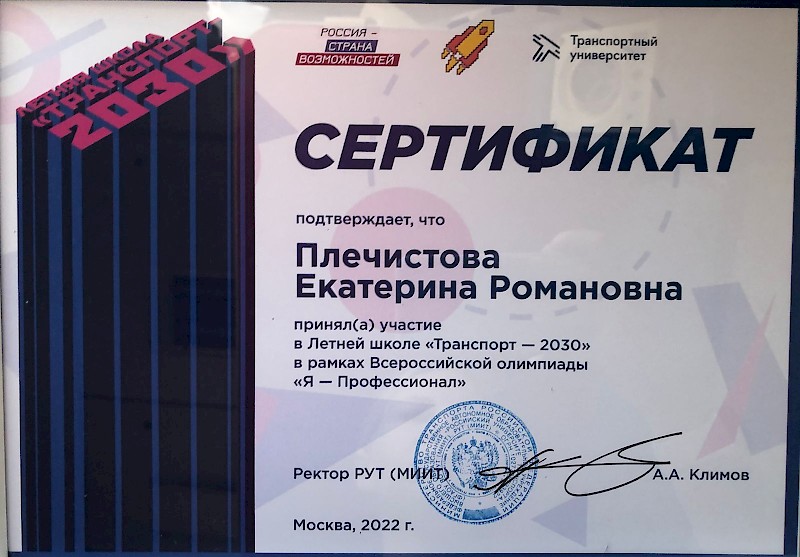 ЛЕТНЯЯ ШКОЛА
«ТРАНСПОРТ-
2030»
РОССИЯ –
СТРАНА
ВОЗМОЖНОСТЕЙ
Транспортный
университет
СЕРТИФИКАТ
подтверждает, что
Плечистова
Екатерина Романовна
принял(а) участие
в Летней школе «Транспорт — 2030»
в рамках Всероссийской олимпиады
«Я — Профессионал»
Ректор РУТ (МИИТ)
А.А. Климов
Москва, 2022 г.